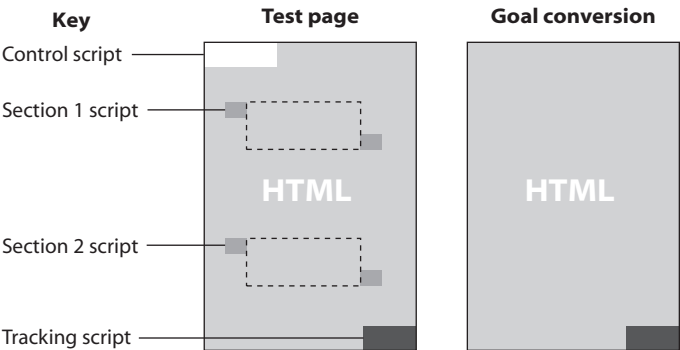 Key
Test page
Goal conversion
Control script
Section 1 script
HTML
HTML
Section 2 script
Tracking script